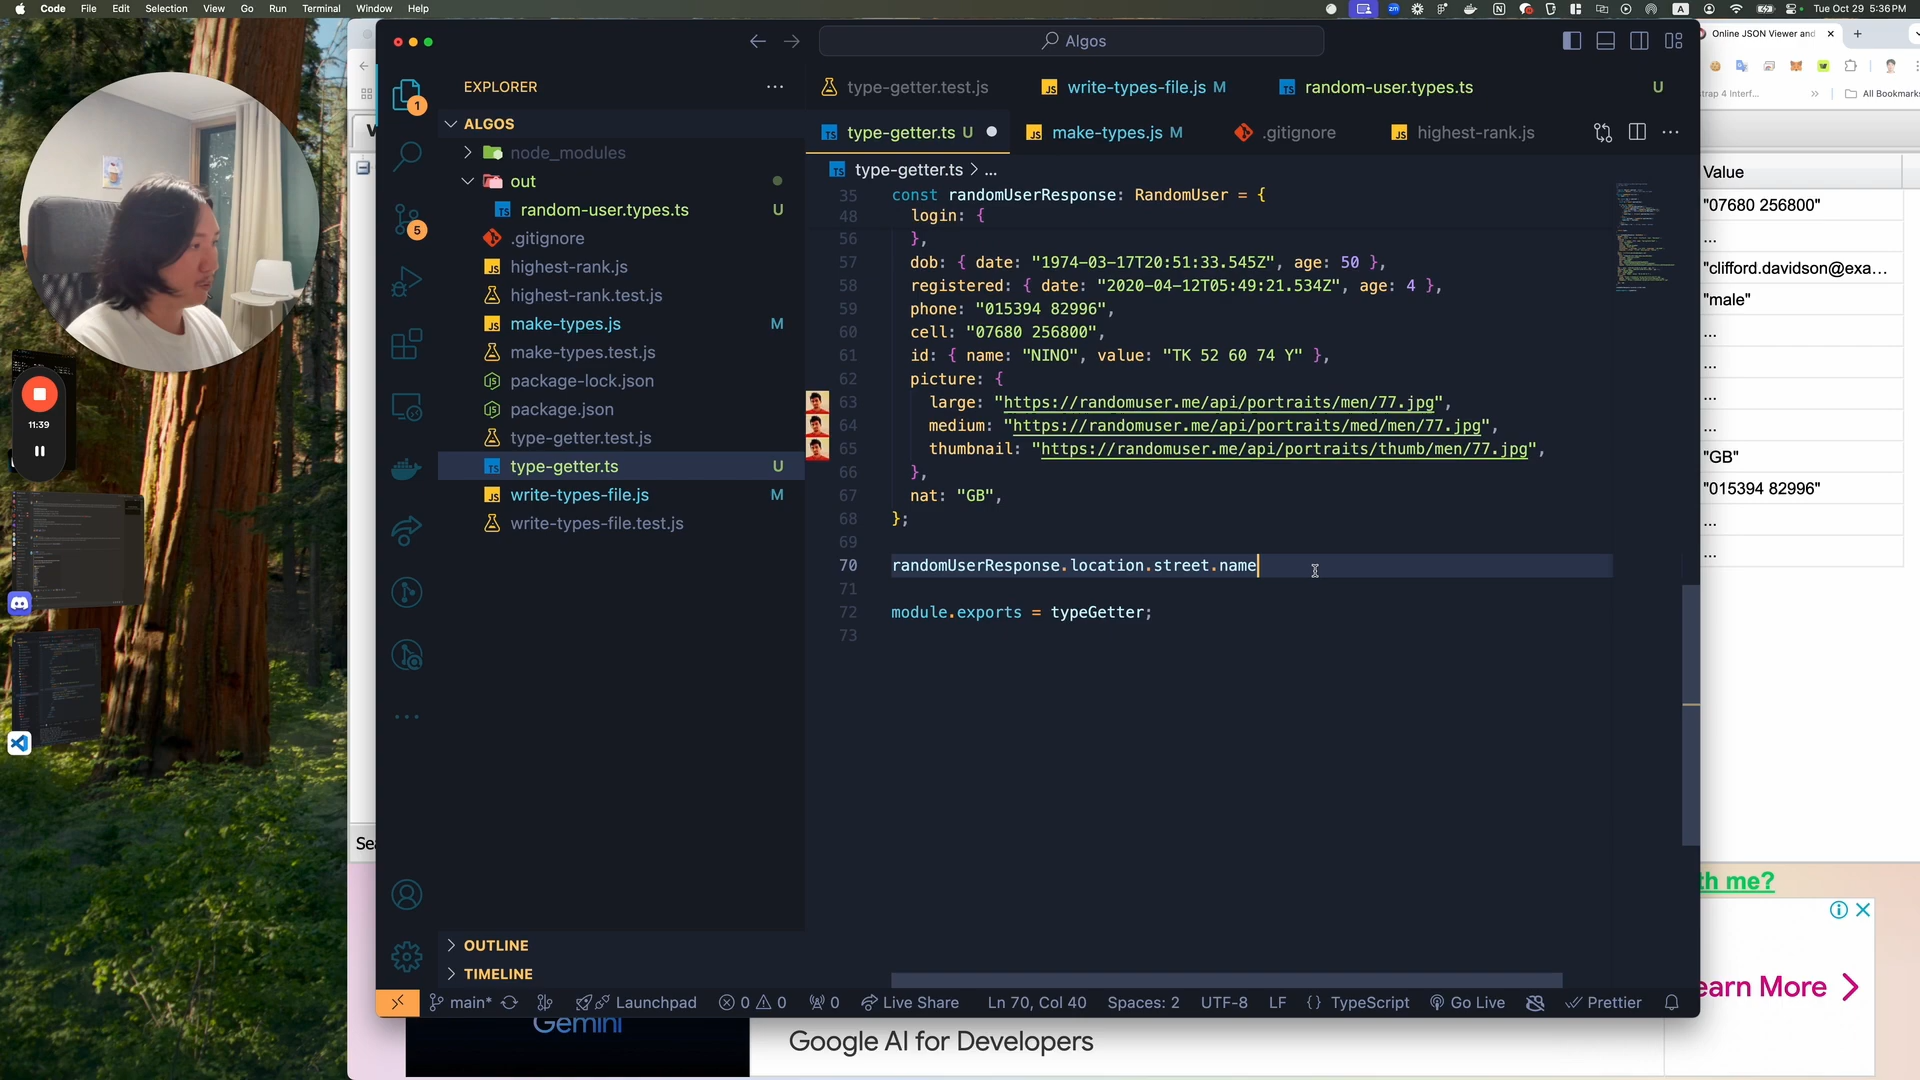 Code File Edit Selection View Go Run Terminal Window Help
Tue Oct 29 5:36 PM
Algos
Online JSON Viewer and
All Bookmarks
EXPLORER
type-getter.test.js
write-types-file.js M
random-user.types.ts U
ALGOS
type-getter.ts U
make-types.js M
.gitignore
highest-rank.js
node_modules
type-getter.ts > ...
out
random-user.types.ts U
.gitignore
highest-rank.js
highest-rank.test.js
make-types.js M
make-types.test.js
package-lock.json
package.json
type-getter.test.js
type-getter.ts U
write-types-file.js M
write-types-file.test.js
35 const randomUserResponse: RandomUser = {
48 login: {
56 },
57 dob: { date: "1974-03-17T20:51:33.545Z", age: 50 },
58 registered: { date: "2020-04-12T05:49:21.534Z", age: 4 },
59 phone: "015394 82996",
60 cell: "07680 256800",
61 id: { name: "NINO", value: "TK 52 60 74 Y" },
62 picture: {
63 large: "https://randomuser.me/api/portraits/men/77.jpg",
64 medium: "https://randomuser.me/api/portraits/med/men/77.jpg",
65 thumbnail: "https://randomuser.me/api/portraits/thumb/men/77.jpg",
66 },
67 nat: "GB",
68 };
69
70 randomUserResponse.location.street.name
71
72 module.exports = typeGetter;
73
Value
"07680 256800"
...
"clifford.davidson@exa...
"male"
...
...
...
...
"GB"
"015394 82996"
...
...
1
5
11:39
Sea
OUTLINE
TIMELINE
main* Launchpad 0 0 0 Live Share Ln 70, Col 40 Spaces: 2 UTF-8 LF {} TypeScript Go Live Prettier
th me?
earn More
Gemini
Google AI for Developers